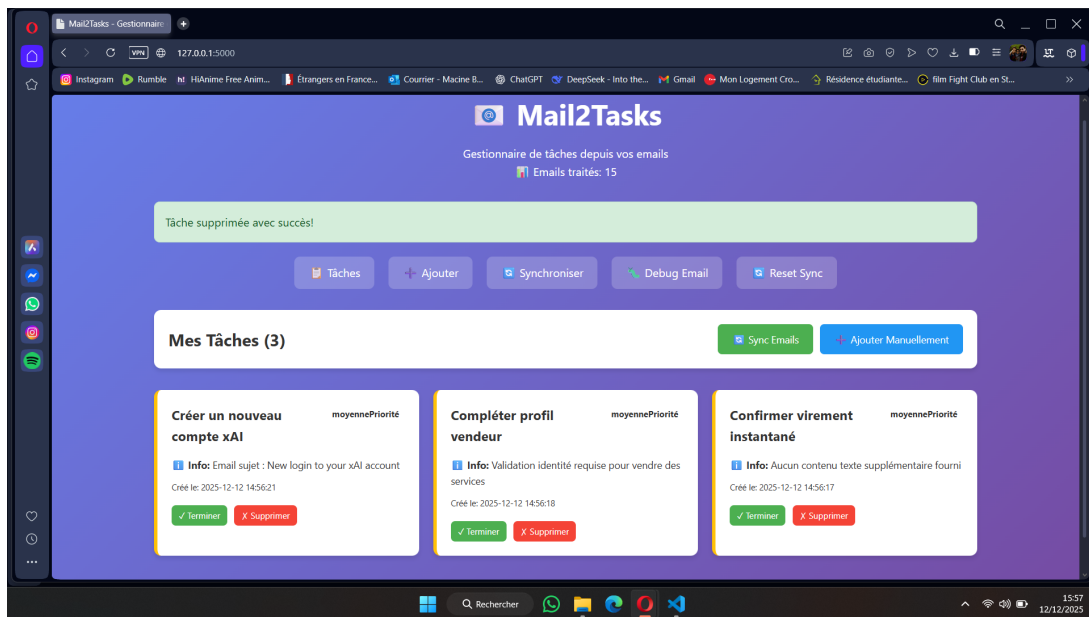 Mail2Tasks - Gestionnaire
VPN 127.0.0.1:5000
Instagram Rumble h! HiAnime Free Anim... Étrangers en France... Courrier - Macine B... ChatGPT DeepSeek - Into the... Gmail Mon Logement Cro... Résidence étudiante... film Fight Club en St...
Mail2Tasks
Gestionnaire de tâches depuis vos emails
Emails traités: 15
Tâche supprimée avec succès!
Tâches
Ajouter
Synchroniser
Debug Email
Reset Sync
Mes Tâches (3)
Sync Emails
Ajouter Manuellement
Créer un nouveau compte xAI
moyennePriorité
Info: Email sujet : New login to your xAI account
Créé le: 2025-12-12 14:56:21
✓ Terminer
✗ Supprimer
Compléter profil vendeur
moyennePriorité
Info: Validation identité requise pour vendre des
services
Créé le: 2025-12-12 14:56:18
✓ Terminer
✗ Supprimer
Confirmer virement instantané
moyennePriorité
Info: Aucun contenu texte supplémentaire fourni
Créé le: 2025-12-12 14:56:17
✓ Terminer
✗ Supprimer
Rechercher
15:57
12/12/2025